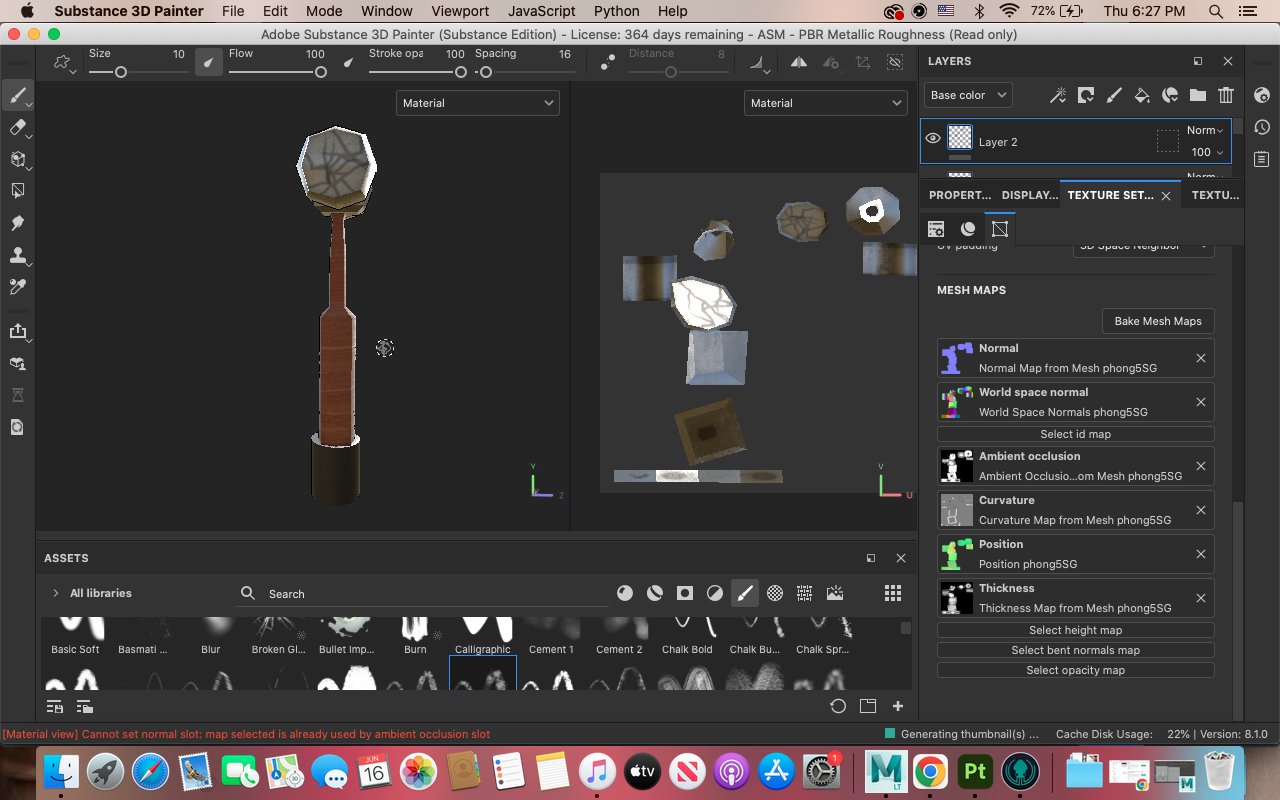 Substance 3D Painter File Edit Mode Window Viewport JavaScript Python Help 72% Thu 6:27 PM
Adobe Substance 3D Painter (Substance Edition) - License: 364 days remaining - ASM - PBR Metallic Roughness (Read only)
Size 10 Flow 100 Stroke opa 100 Spacing 16 Distance 8
LAYERS
Material
Material
Base color
Layer 2
Norm
100
PROPERT... DISPLAY... TEXTURE SET... TEXTU...
UV padding 3D Space Neighbor
MESH MAPS
Bake Mesh Maps
Normal
Normal Map from Mesh phong5SG
World space normal
World Space Normals phong5SG
Select id map
Ambient occlusion
Ambient Occlusio...om Mesh phong5SG
Curvature
Curvature Map from Mesh phong5SG
Position
Position phong5SG
Thickness
Thickness Map from Mesh phong5SG
Select height map
Select bent normals map
Select opacity map
Y
Z
V
U
ASSETS
All libraries
Search
Basic Soft Basmati ... Blur Broken Gl... Bullet Imp... Burn Calligraphic Cement 1 Cement 2 Chalk Bold Chalk Bu... Chalk Spr...
[Material view] Cannot set normal slot: map selected is already used by ambient occlusion slot
Generating thumbnail(s) ... Cache Disk Usage: 22% | Version: 8.1.0
JUN
16
tv
1
M
LT
Pt